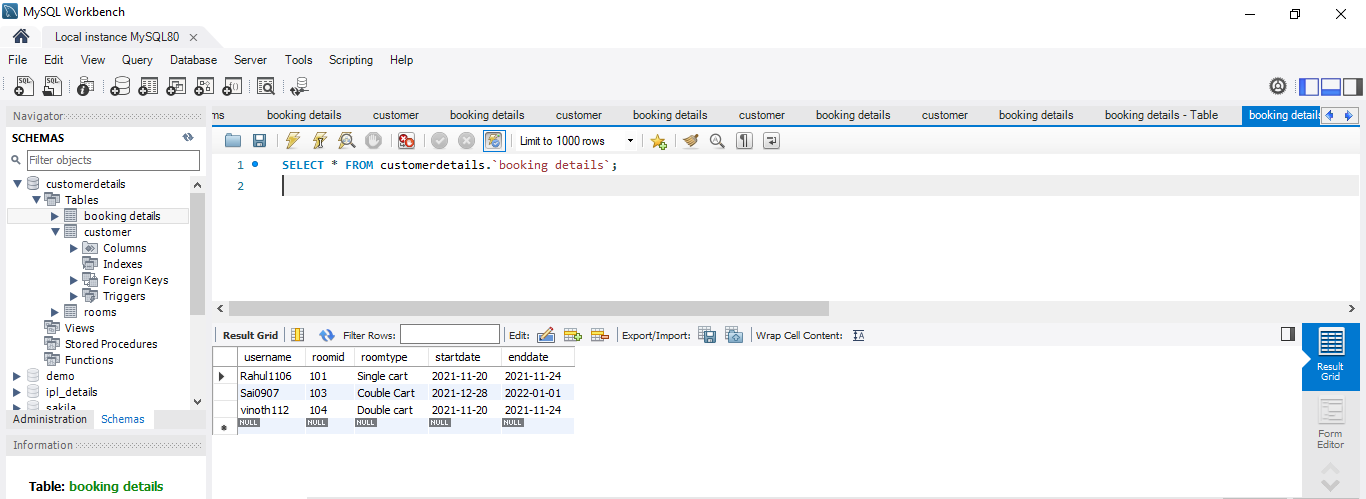 MySQL Workbench
Local instance MySQL80
File Edit View Query Database Server Tools Scripting Help
Navigator
SCHEMAS
Filter objects
customerdetails
Tables
booking details
customer
Columns
Indexes
Foreign Keys
Triggers
rooms
Views
Stored Procedures
Functions
demo
ipl_details
sakila
Administration Schemas
Information
Table: booking details
ms booking details customer booking details customer booking details customer booking details customer booking details booking details - Table booking details
Limit to 1000 rows
1 SELECT * FROM customerdetails.`booking details`;
2
Result Grid Filter Rows: Edit: Export/Import: Wrap Cell Content:
username roomid roomtype startdate enddate
Rahul1106 101 Single cart 2021-11-20 2021-11-24
Sai0907 103 Couble Cart 2021-12-28 2022-01-01
vinoth112 104 Double cart 2021-11-20 2021-11-24
NULL NULL NULL NULL NULL
Result
Grid
Form
Editor